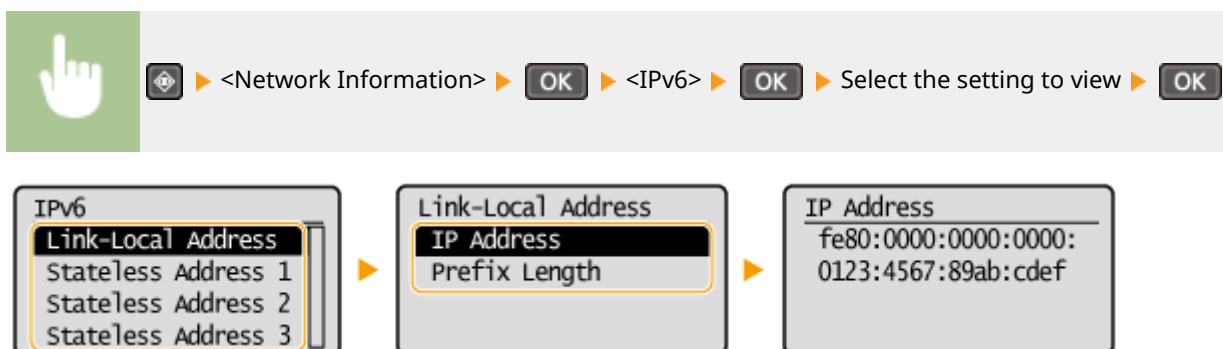 <Network Information> OK <IPv6> OK Select the setting to view OK
IPv6
Link-Local Address
Stateless Address 1
Stateless Address 2
Stateless Address 3
Link-Local Address
IP Address
Prefix Length
IP Address
fe80:0000:0000:0000:
0123:4567:89ab:cdef